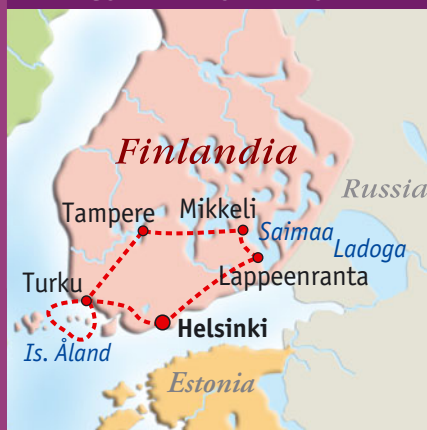 Finlandia
Russia
Tampere
Mikkeli
Saimaa
Ladoga
Lappeenranta
Turku
Helsinki
Is. Åland
Estonia